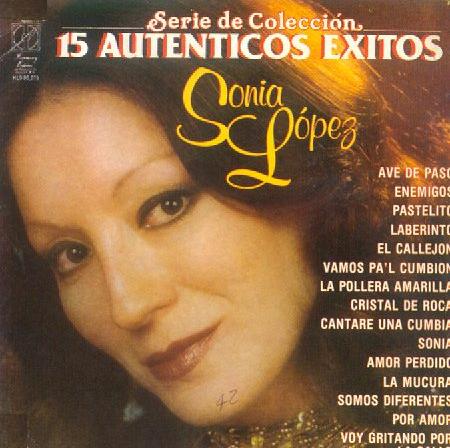 Serie de Colección
15 AUTENTICOS EXITOS
Sonia
López
AVE DE PASO
ENEMIGOS
PASTELITO
LABERINTO
EL CALLEJON
VAMOS PA'L CUMBION
LA POLLERA AMARILLA
CRISTAL DE ROCA
CANTARE UNA CUMBIA
SONIA
AMOR PERDIDO
LA MUCURA
SOMOS DIFERENTES
POR AMOR
VOY GRITANDO POR